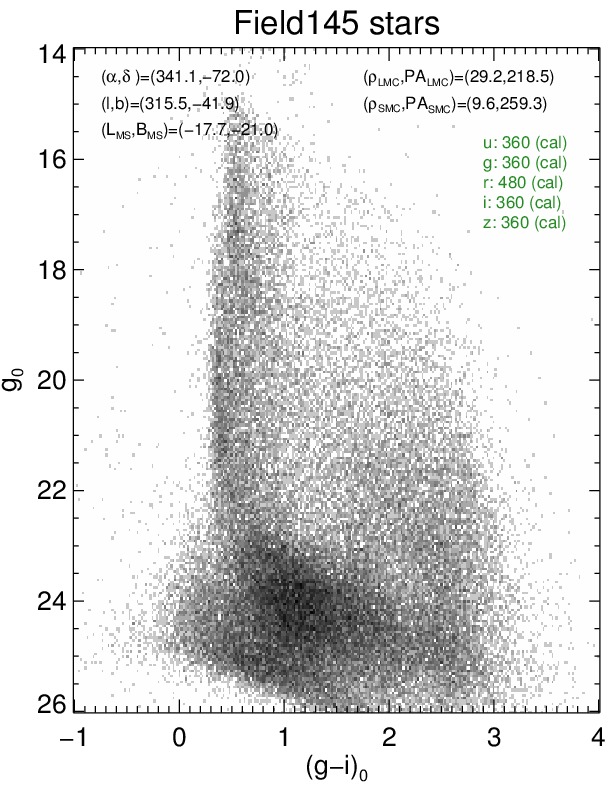 Field145 stars
(α,δ )=(341.1,−72.0)
(ρLMC,PALMC)=(29.2,218.5)
(l,b)=(315.5,−41.9)
(ρSMC,PASMC)=(9.6,259.3)
(LMS,BMS)=(−17.7,−21.0)
u: 360 (cal)
g: 360 (cal)
r: 480 (cal)
i: 360 (cal)
z: 360 (cal)
14
16
18
20
22
24
26
g0
−1 0 1 2 3 4
(g−i)0